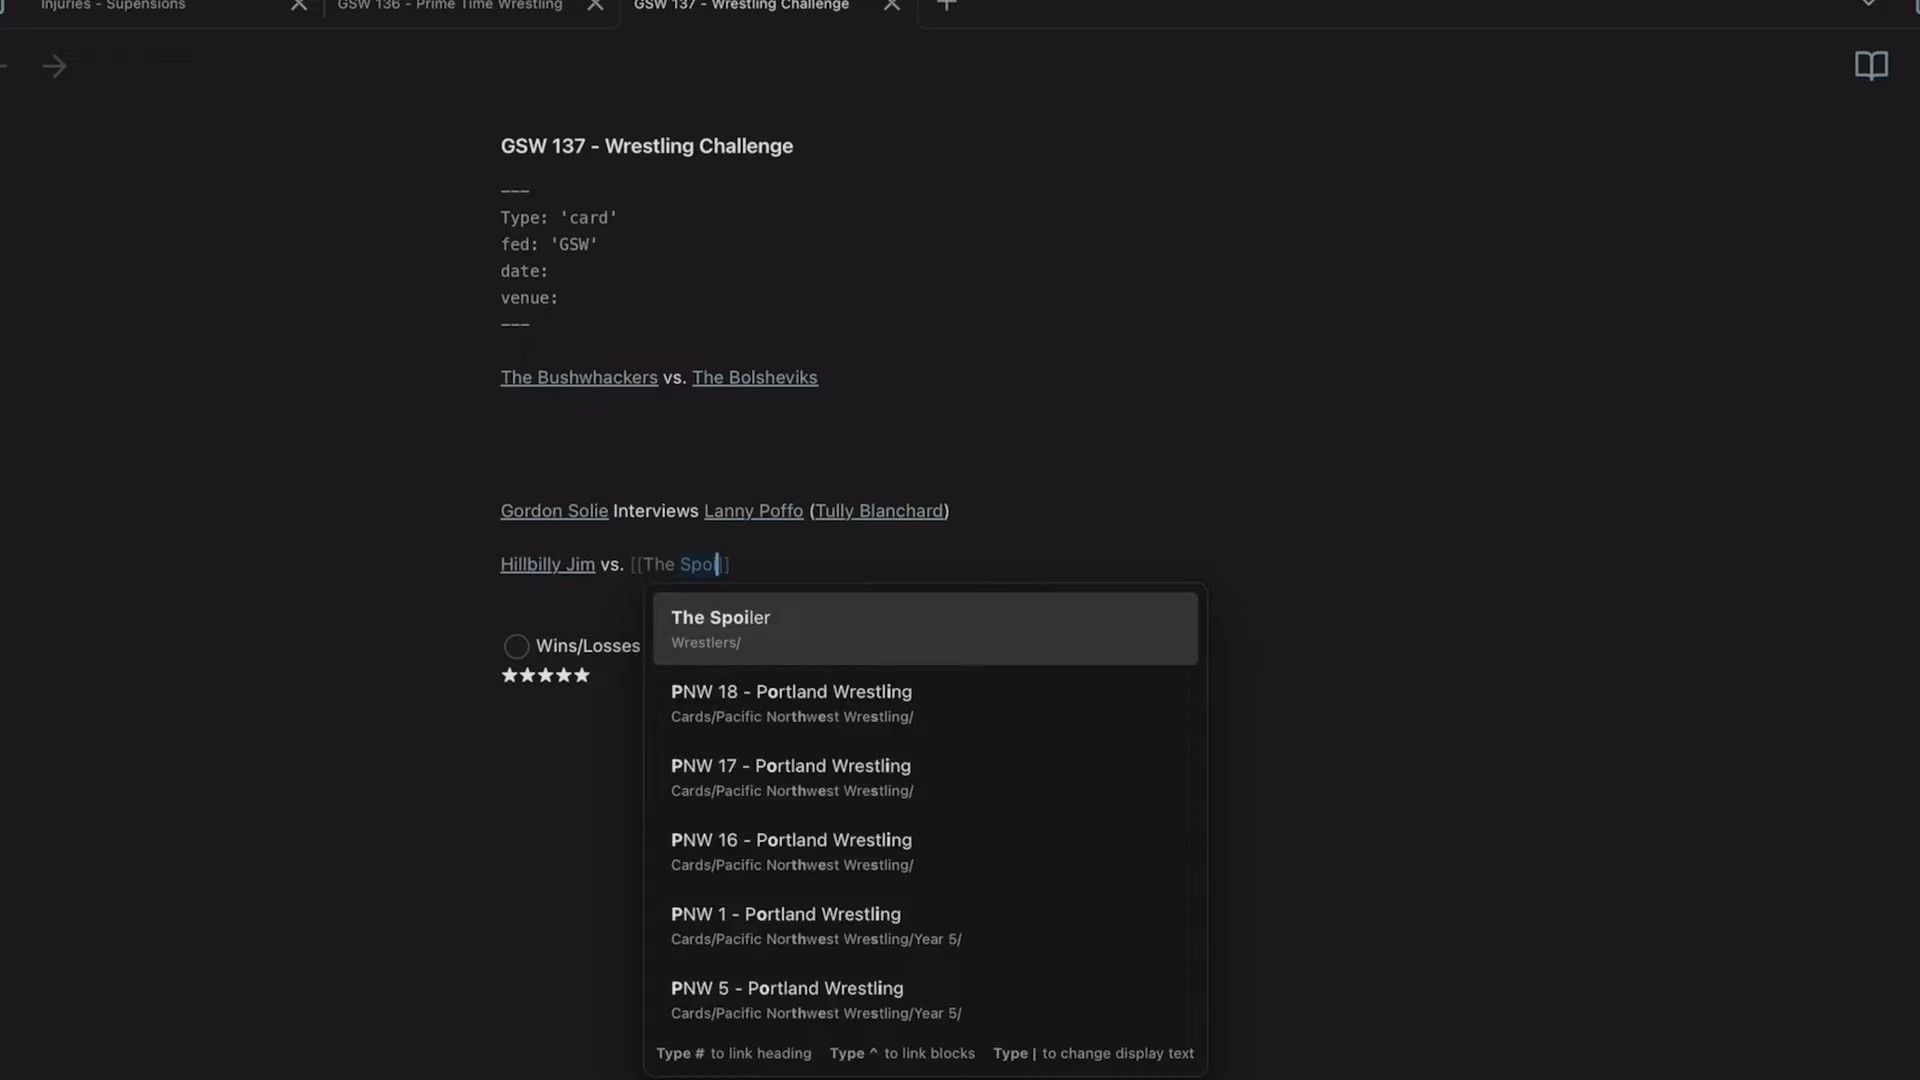 Injuries - Supensions
GSW 136 - Prime Time Wrestling
GSW 137 - Wrestling Challenge
GSW 137 - Wrestling Challenge
---
Type: 'card'
fed: 'GSW'
date:
venue:
---
The Bushwhackers vs. The Bolsheviks
Gordon Solie Interviews Lanny Poffo (Tully Blanchard)
Hillbilly Jim vs. [[The Spoi]]
The Spoiler
Wrestlers/
Wins/Losses
★★★★★
PNW 18 - Portland Wrestling
Cards/Pacific Northwest Wrestling/
PNW 17 - Portland Wrestling
Cards/Pacific Northwest Wrestling/
PNW 16 - Portland Wrestling
Cards/Pacific Northwest Wrestling/
PNW 1 - Portland Wrestling
Cards/Pacific Northwest Wrestling/Year 5/
PNW 5 - Portland Wrestling
Cards/Pacific Northwest Wrestling/Year 5/
Type # to link heading Type ^ to link blocks Type | to change display text